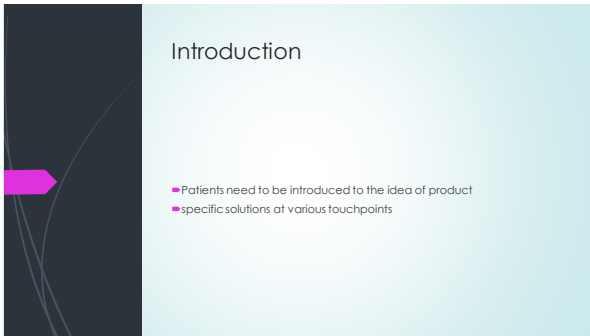 Introduction
Patients need to be introduced to the idea of product
specific solutions at various touchpoints